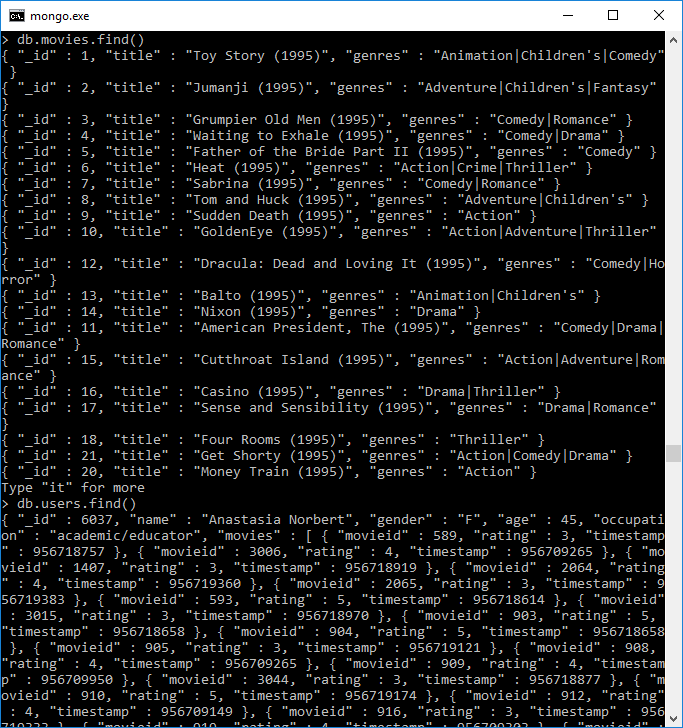 mongo.exe
> db.movies.find()
{ "_id" : 1, "title" : "Toy Story (1995)", "genres" : "Animation|Children's|Comedy"
 }
{ "_id" : 2, "title" : "Jumanji (1995)", "genres" : "Adventure|Children's|Fantasy"
}
{ "_id" : 3, "title" : "Grumpier Old Men (1995)", "genres" : "Comedy|Romance" }
{ "_id" : 4, "title" : "Waiting to Exhale (1995)", "genres" : "Comedy|Drama" }
{ "_id" : 5, "title" : "Father of the Bride Part II (1995)", "genres" : "Comedy" }
{ "_id" : 6, "title" : "Heat (1995)", "genres" : "Action|Crime|Thriller" }
{ "_id" : 7, "title" : "Sabrina (1995)", "genres" : "Comedy|Romance" }
{ "_id" : 8, "title" : "Tom and Huck (1995)", "genres" : "Adventure|Children's" }
{ "_id" : 9, "title" : "Sudden Death (1995)", "genres" : "Action" }
{ "_id" : 10, "title" : "GoldenEye (1995)", "genres" : "Action|Adventure|Thriller"
}
{ "_id" : 12, "title" : "Dracula: Dead and Loving It (1995)", "genres" : "Comedy|Ho
rror" }
{ "_id" : 13, "title" : "Balto (1995)", "genres" : "Animation|Children's" }
{ "_id" : 14, "title" : "Nixon (1995)", "genres" : "Drama" }
{ "_id" : 11, "title" : "American President, The (1995)", "genres" : "Comedy|Drama|
Romance" }
{ "_id" : 15, "title" : "Cutthroat Island (1995)", "genres" : "Action|Adventure|Rom
ance" }
{ "_id" : 16, "title" : "Casino (1995)", "genres" : "Drama|Thriller" }
{ "_id" : 17, "title" : "Sense and Sensibility (1995)", "genres" : "Drama|Romance"
}
{ "_id" : 18, "title" : "Four Rooms (1995)", "genres" : "Thriller" }
{ "_id" : 21, "title" : "Get Shorty (1995)", "genres" : "Action|Comedy|Drama" }
{ "_id" : 20, "title" : "Money Train (1995)", "genres" : "Action" }
Type "it" for more
> db.users.find()
{ "_id" : 6037, "name" : "Anastasia Norbert", "gender" : "F", "age" : 45, "occupati
on" : "academic/educator", "movies" : [ { "movieid" : 589, "rating" : 3, "timestamp
" : 956718757 }, { "movieid" : 3006, "rating" : 4, "timestamp" : 956709265 }, { "mo
vieid" : 1407, "rating" : 3, "timestamp" : 956718919 }, { "movieid" : 2064, "rating
" : 4, "timestamp" : 956719360 }, { "movieid" : 2065, "rating" : 3, "timestamp" : 9
56719383 }, { "movieid" : 593, "rating" : 5, "timestamp" : 956718614 }, { "movieid"
 : 3015, "rating" : 3, "timestamp" : 956718970 }, { "movieid" : 903, "rating" : 5,
"timestamp" : 956718658 }, { "movieid" : 904, "rating" : 5, "timestamp" : 956718658
 }, { "movieid" : 905, "rating" : 3, "timestamp" : 956719121 }, { "movieid" : 908,
"rating" : 4, "timestamp" : 956709265 }, { "movieid" : 909, "rating" : 4, "timestam
p" : 956709950 }, { "movieid" : 3044, "rating" : 3, "timestamp" : 956718877 }, { "m
ovieid" : 910, "rating" : 5, "timestamp" : 956719174 }, { "movieid" : 912, "rating"
 : 4, "timestamp" : 956709149 }, { "movieid" : 916, "rating" : 3, "timestamp" : 956